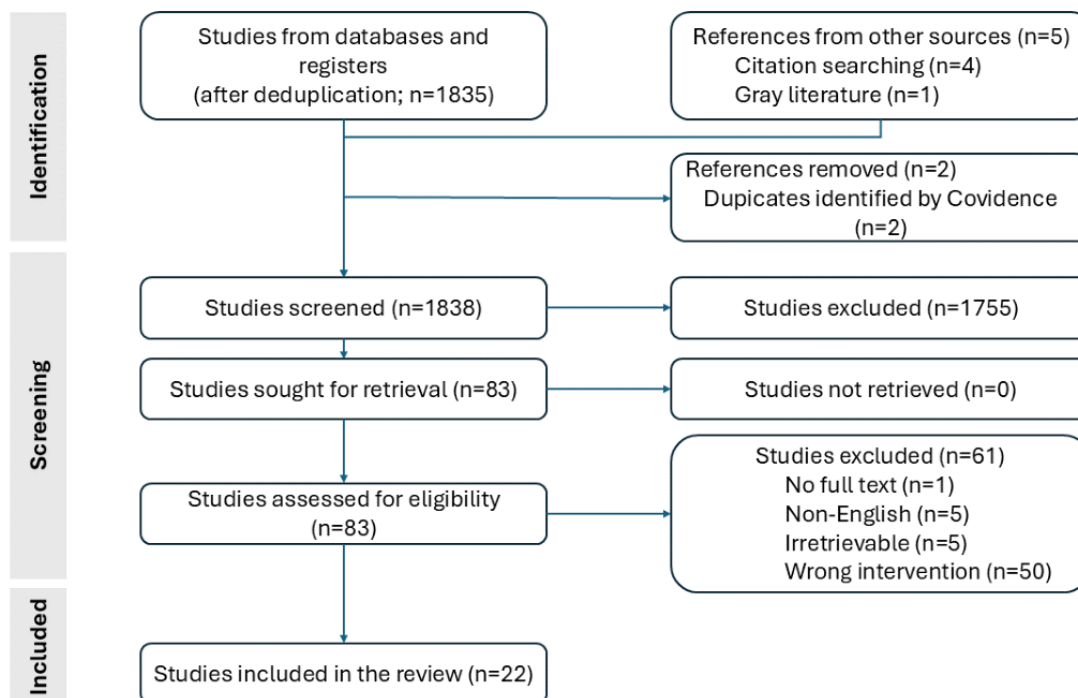 Identification
Studies from databases and
registers
(after deduplication; n=1835)
References from other sources (n=5)
Citation searching (n=4)
Gray literature (n=1)
References removed (n=2)
Dupicates identified by Covidence
(n=2)
Screening
Studies screened (n=1838)
Studies excluded (n=1755)
Studies sought for retrieval (n=83)
Studies not retrieved (n=0)
Studies assessed for eligibility
(n=83)
Studies excluded (n=61)
No full text (n=1)
Non-English (n=5)
Irretrievable (n=5)
Wrong intervention (n=50)
Included
Studies included in the review (n=22)